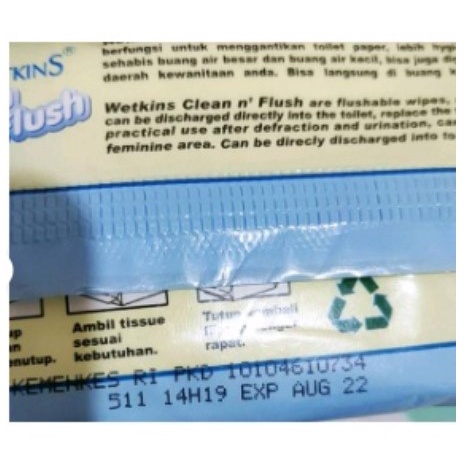 berfungsi untuk menggantikan toilet paper, lebih
sehabis buang air besar dan buang air kecil, bisa juga
daerah kewanitaan anda. Bisa langsung di buang
TKINS®
lush
Wetkins Clean n' Flush are flushable wipes,
can be discharged directly into the toilet, replace the
practical use after defraction and urination,
feminine area. Can be direcly discharged into
Ambil tissue
sesuai
kebutuhan.
Tutup
rapat.
KEMENKES RI PKD 10104610734
511 14H19 EXP AUG 22